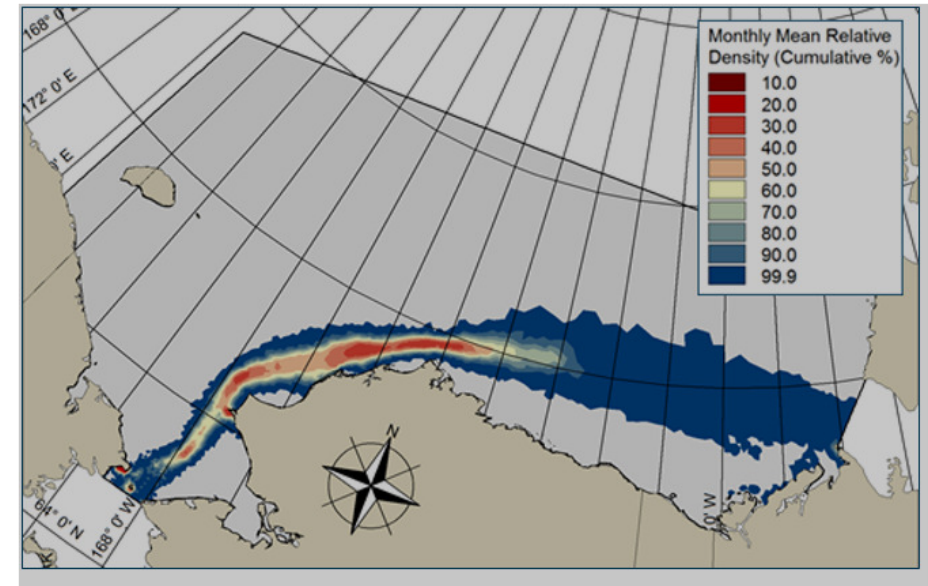 168° 0'
172° 0' E
° E
Monthly Mean Relative
Density (Cumulative %)
10.0
20.0
30.0
40.0
50.0
60.0
70.0
80.0
90.0
99.9
N
64° 0' N
168° 0' W
0' W